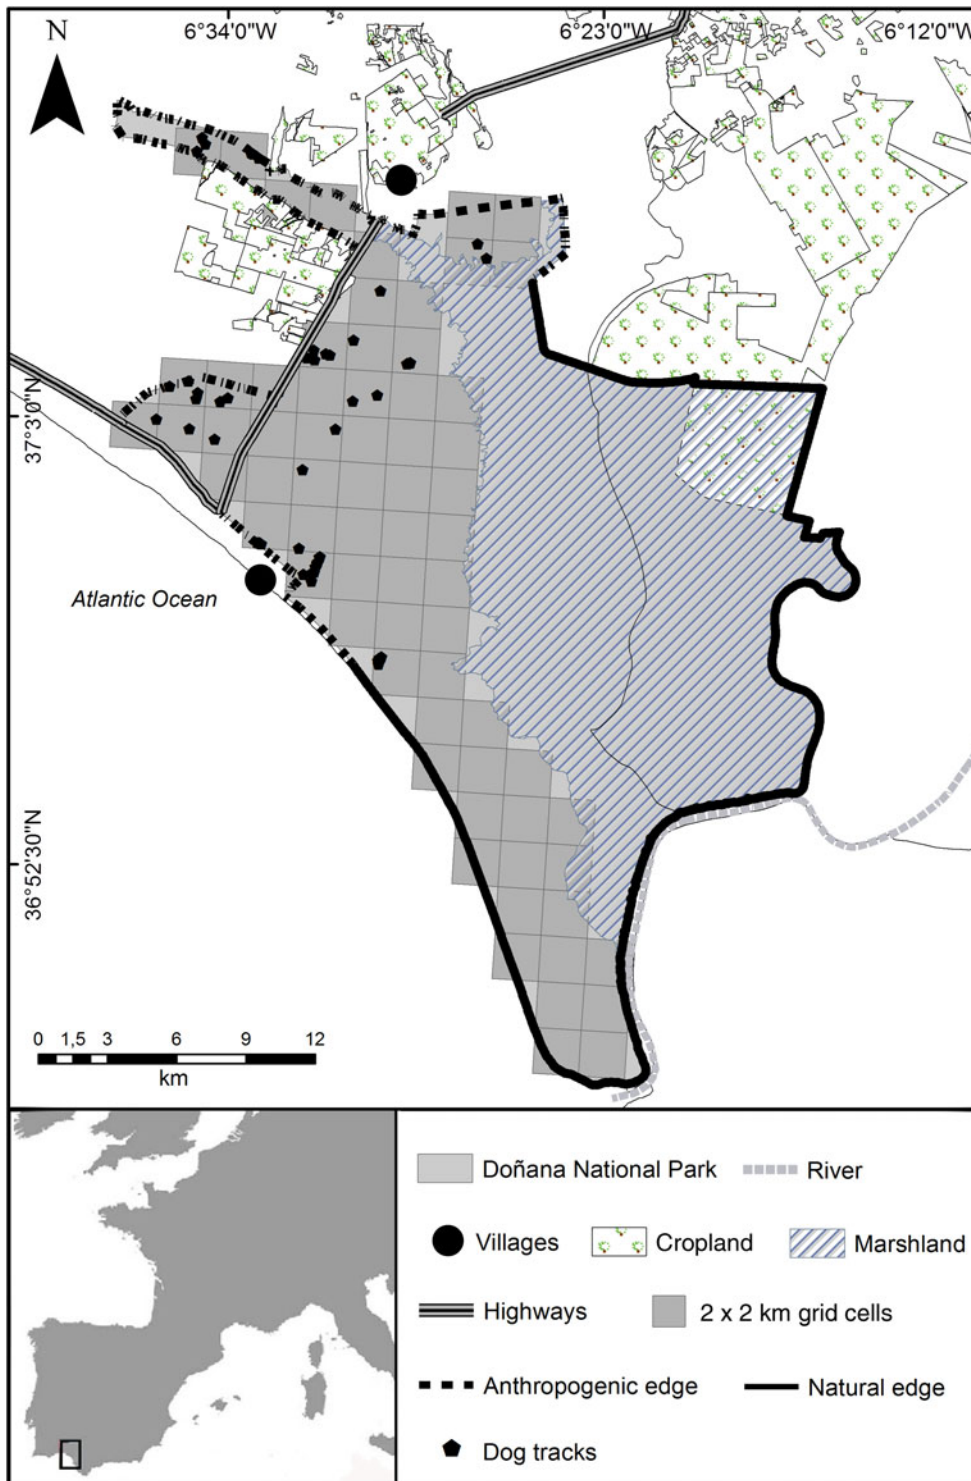 N
6°34'0"W
6°23'0"W
6°12'0"W
37°3'0"N
Atlantic Ocean
36°52'30"N
0 1,5 3 6 9 12
km
Doñana National Park
River
Villages
Cropland
Marshland
Highways
2 x 2 km grid cells
Anthropogenic edge
Natural edge
Dog tracks